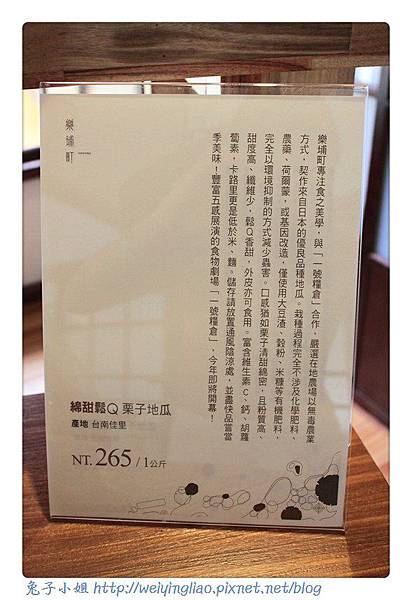 樂埔町
樂埔町專注食之美學，與「一號糧倉」合作，嚴選在地農場以無毒農業
方式，契作來自日本的優良品種地瓜。栽種過程完全不涉及化學肥料、
農藥、荷爾蒙，或基因改造，僅使用大豆渣、穀粉、米糠等有機肥料、
完全以環境抑制的方式減少蟲害。口感猶如栗子清甜綿密，且粉質高、
甜度高、纖維少，鬆Q香甜，外皮亦可食用。富含維生素C、鈣、胡蘿
蔔素，卡路里更是低於米、麵。儲存請放置通風陰涼處，並盡快品嘗當
季美味！豐富五感展演的食物劇場「一號糧倉」，今年即將開幕！
綿甜鬆Q 栗子地瓜
產地 台南佳里
NT. 265 / 1公斤
兔子小姐 http://weiyingliao.pixnet.net/blog